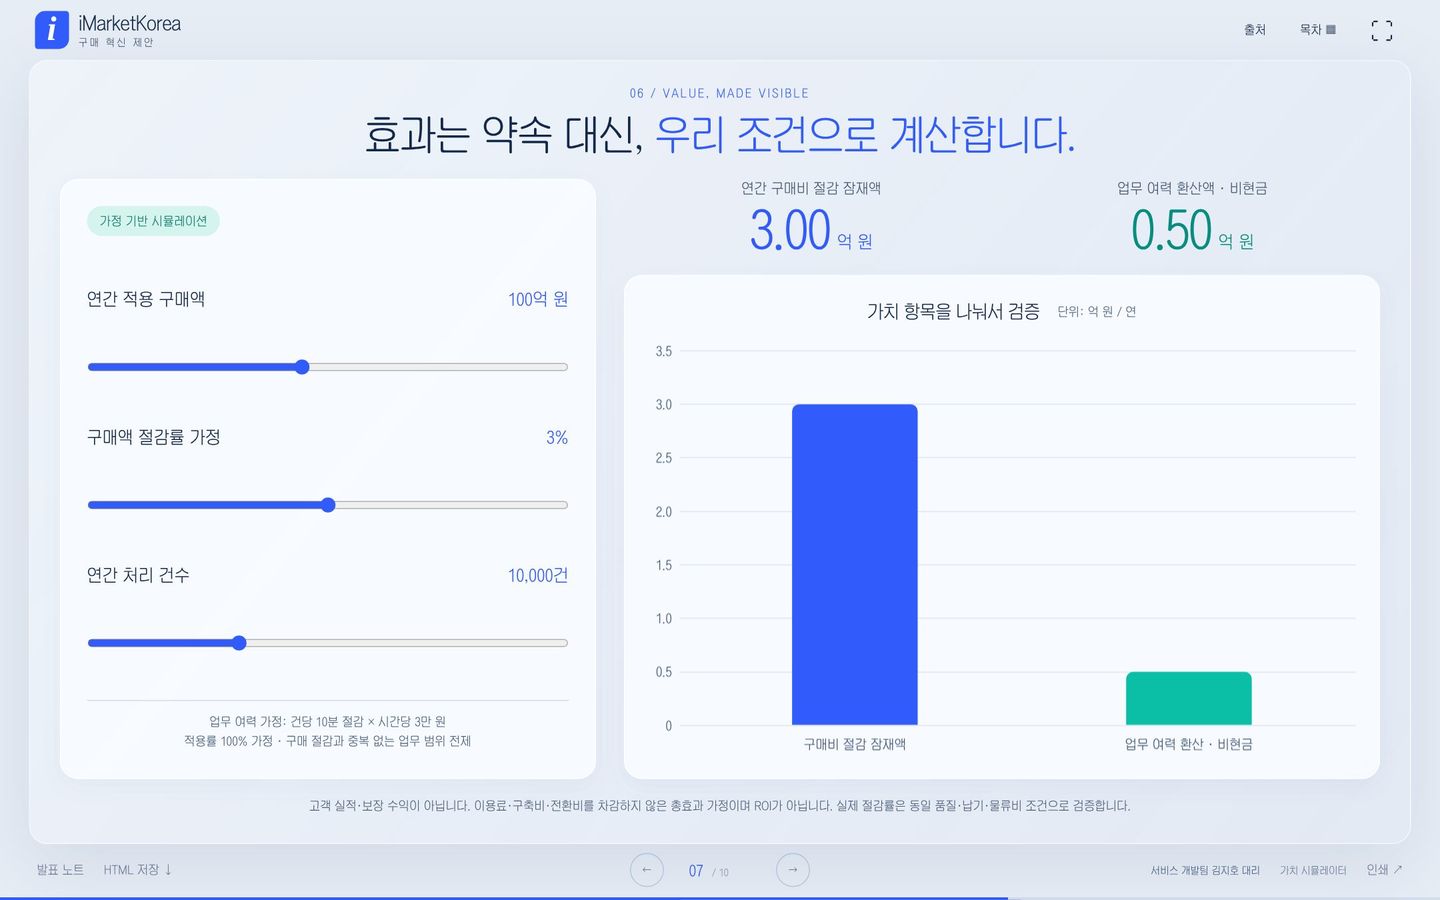 i iMarketKorea
구매 혁신 제안
출처
목차
06 / VALUE, MADE VISIBLE
효과는 약속 대신, 우리 조건으로 계산합니다.
가정 기반 시뮬레이션
연간 적용 구매액 100억 원
구매액 절감률 가정 3%
연간 처리 건수 10,000건
업무 여력 가정: 건당 10분 절감 × 시간당 3만 원
적용률 100% 가정 · 구매 절감과 중복 없는 업무 범위 전제
연간 구매비 절감 잠재액
3.00 억 원
업무 여력 환산액 · 비현금
0.50 억 원
가치 항목을 나눠서 검증 단위: 억 원 / 연
3.5
3.0
2.5
2.0
1.5
1.0
0.5
0
구매비 절감 잠재액
업무 여력 환산 · 비현금
고객 실적·보장 수익이 아닙니다. 이용료·구축비·전환비를 차감하지 않은 총효과 가정이며 ROI가 아닙니다. 실제 절감률은 동일 품질·납기·물류비 조건으로 검증합니다.
발표 노트
HTML 저장 ↓
←
07 / 10
→
서비스 개발팀 김지호 대리
가치 시뮬레이터
인쇄 ↗